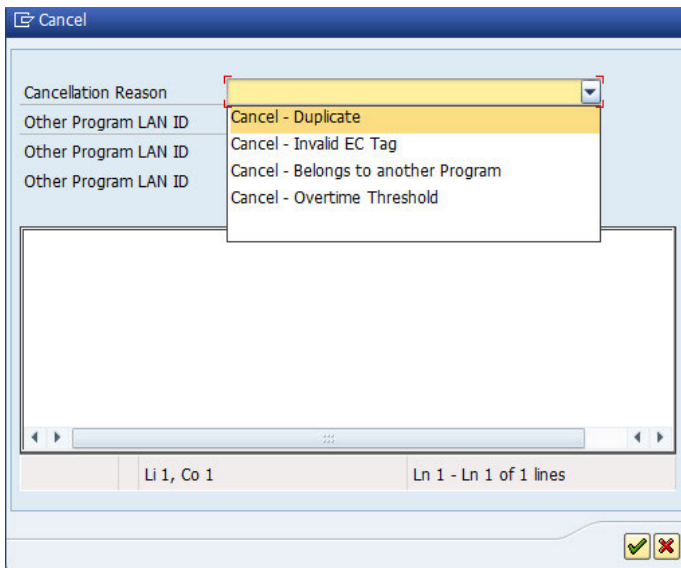 Cancel
Cancellation Reason
Cancel - Duplicate
Other Program LAN ID
Cancel - Invalid EC Tag
Other Program LAN ID
Cancel - Belongs to another Program
Other Program LAN ID
Cancel - Overtime Threshold
Li 1, Co 1
Ln 1 - Ln 1 of 1 lines